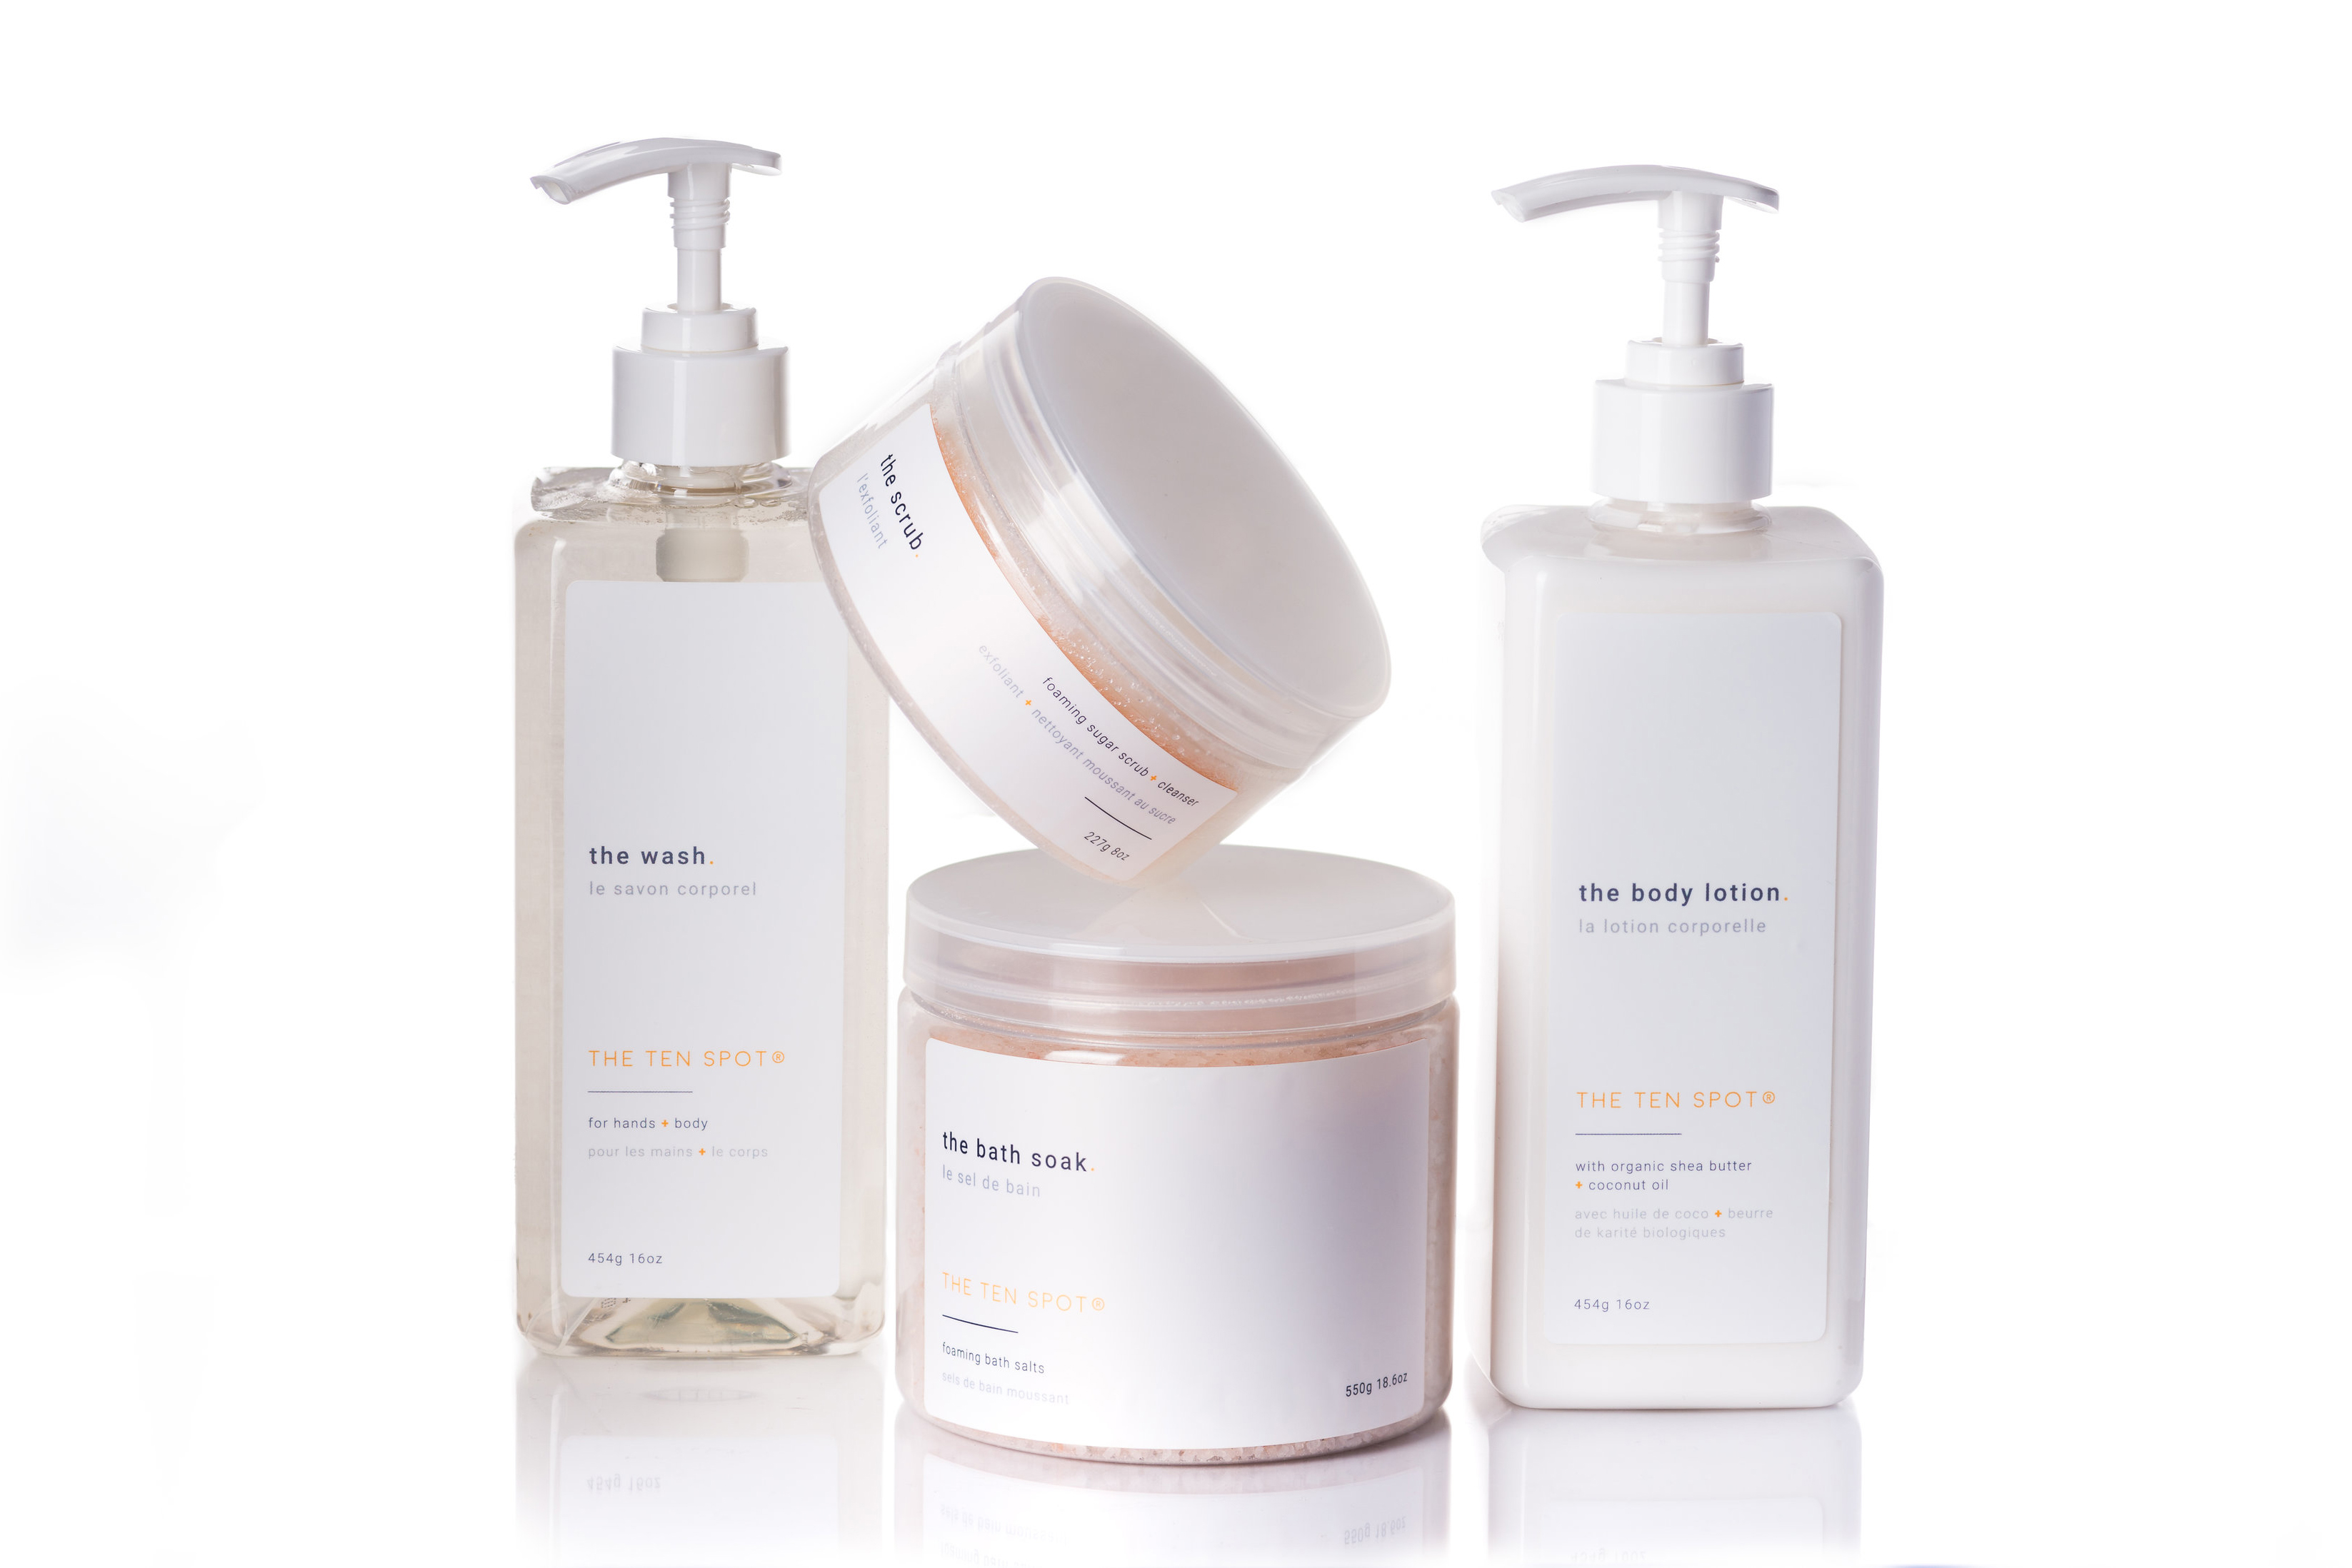 the wash.
le savon corporel
THE TEN SPOT®
for hands + body
pour les mains + le corps
454g 16oz
the scrub.
l'exfoliant
foaming sugar scrub + cleanser
exfoliant + nettoyant moussant au sucre
227g 8oz
the bath soak.
le sel de bain
THE TEN SPOT®
foaming bath salts
sels de bain moussant
550g 18.6oz
the body lotion.
la lotion corporelle
THE TEN SPOT®
with organic shea butter
+ coconut oil
avec huile de coco + beurre
de karité biologiques
454g 16oz